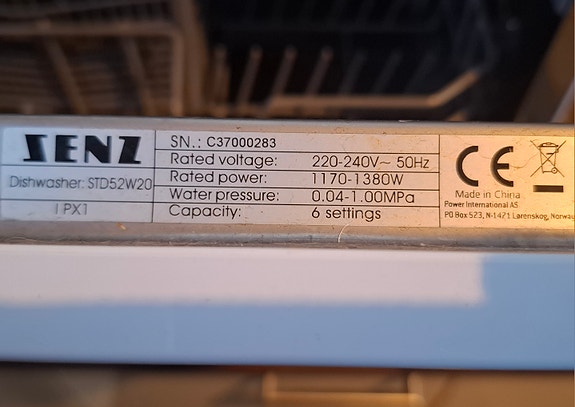 SENZ
Dishwasher: STD52W20
IPX1
SN.: C37000283
Rated voltage: 220-240V~ 50Hz
Rated power: 1170-1380W
Water pressure: 0.04-1.00MPa
Capacity: 6 settings
CE
Made in China
Power International AS
PO Box 523, N-1471 Lørenskog, Norway